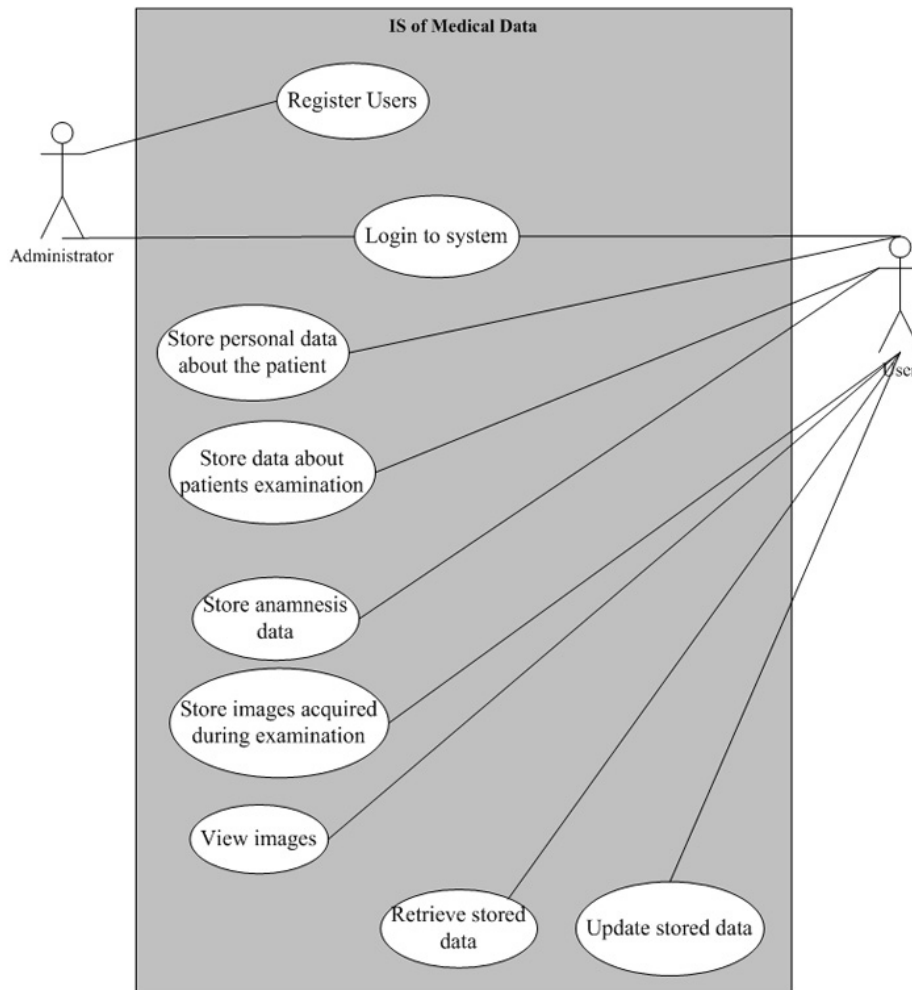 IS of Medical Data
Register Users
Administrator
Login to system
User
Store personal data
about the patient
Store data about
patients examination
Store anamnesis
data
Store images acquired
during examination
View images
Retrieve stored
data
Update stored data